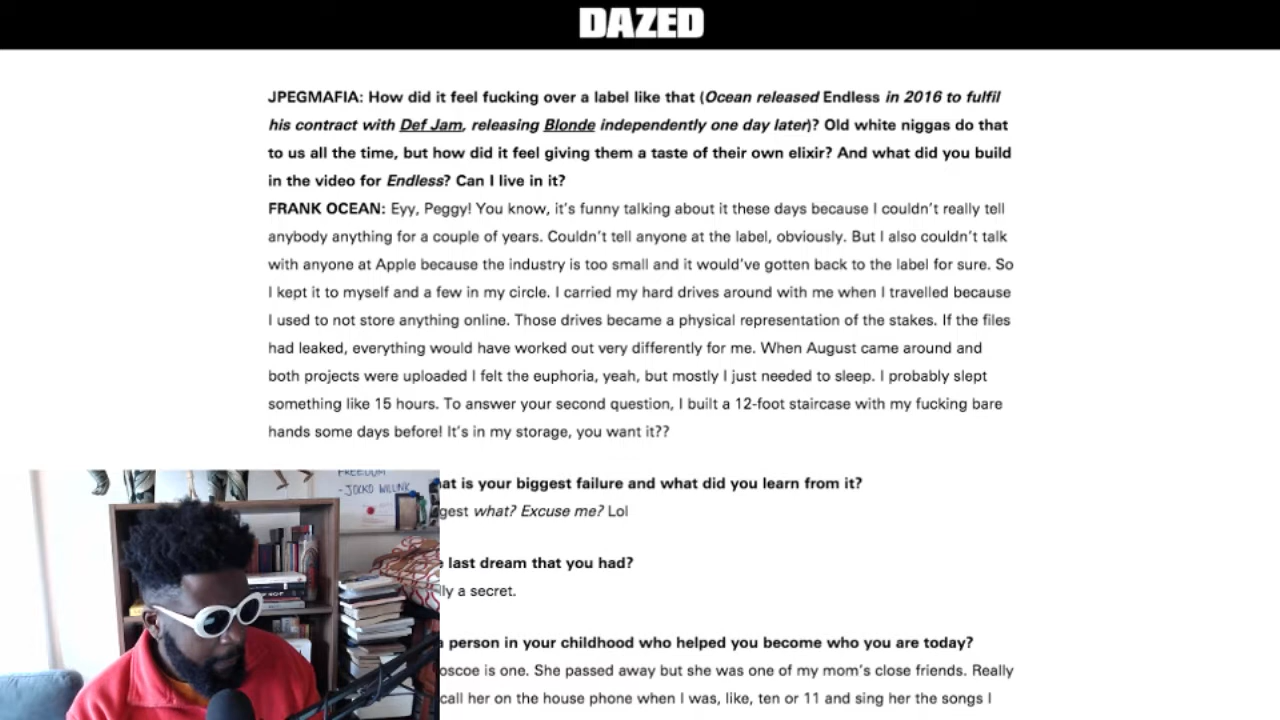 DAZED
JPEGMAFIA: How did it feel fucking over a label like that (Ocean released Endless in 2016 to fulfil
his contract with Def Jam, releasing Blonde independently one day later)? Old white niggas do that
to us all the time, but how did it feel giving them a taste of their own elixir? And what did you build
in the video for Endless? Can I live in it?
FRANK OCEAN: Eyy, Peggy! You know, it's funny talking about it these days because I couldn't really tell
anybody anything for a couple of years. Couldn't tell anyone at the label, obviously. But I also couldn't talk
with anyone at Apple because the industry is too small and it would've gotten back to the label for sure. So
I kept it to myself and a few in my circle. I carried my hard drives around with me when I travelled because
I used to not store anything online. Those drives became a physical representation of the stakes. If the files
had leaked, everything would have worked out very differently for me. When August came around and
both projects were uploaded I felt the euphoria, yeah, but mostly I just needed to sleep. I probably slept
something like 15 hours. To answer your second question, I built a 12-foot staircase with my fucking bare
hands some days before! It's in my storage, you want it??
FREEDOM
- JOCKO WILLINK
at is your biggest failure and what did you learn from it?
gest what? Excuse me? Lol
last dream that you had?
lly a secret.
person in your childhood who helped you become who you are today?
oscoe is one. She passed away but she was one of my mom's close friends. Really
call her on the house phone when I was, like, ten or 11 and sing her the songs I